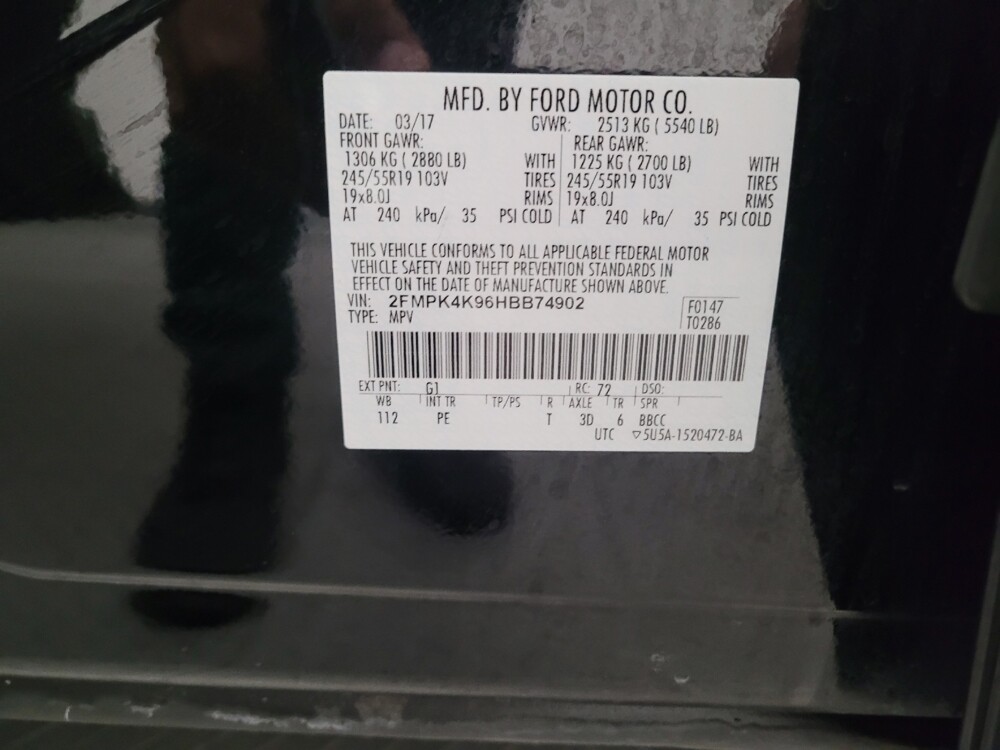 MFD. BY FORD MOTOR CO.
DATE: 03/17 GVWR: 2513 KG ( 5540 LB)
FRONT GAWR: REAR GAWR:
1306 KG ( 2880 LB) WITH 1225 KG ( 2700 LB) WITH
245/55R19 103V TIRES 245/55R19 103V TIRES
19x8.0J RIMS 19x8.0J RIMS
AT 240 kPa/ 35 PSI COLD AT 240 kPa/ 35 PSI COLD
THIS VEHICLE CONFORMS TO ALL APPLICABLE FEDERAL MOTOR
VEHICLE SAFETY AND THEFT PREVENTION STANDARDS IN
EFFECT ON THE DATE OF MANUFACTURE SHOWN ABOVE.
VIN: 2FMPK4K96HBB74902 F0147
TYPE: MPV T0286
EXT PNT: G1 RC: 72 DSO:
WB INT TR TP/PS R AXLE TR SPR
112 PE T 3D 6 BBCC
UTC ▽5U5A-1520472-BA